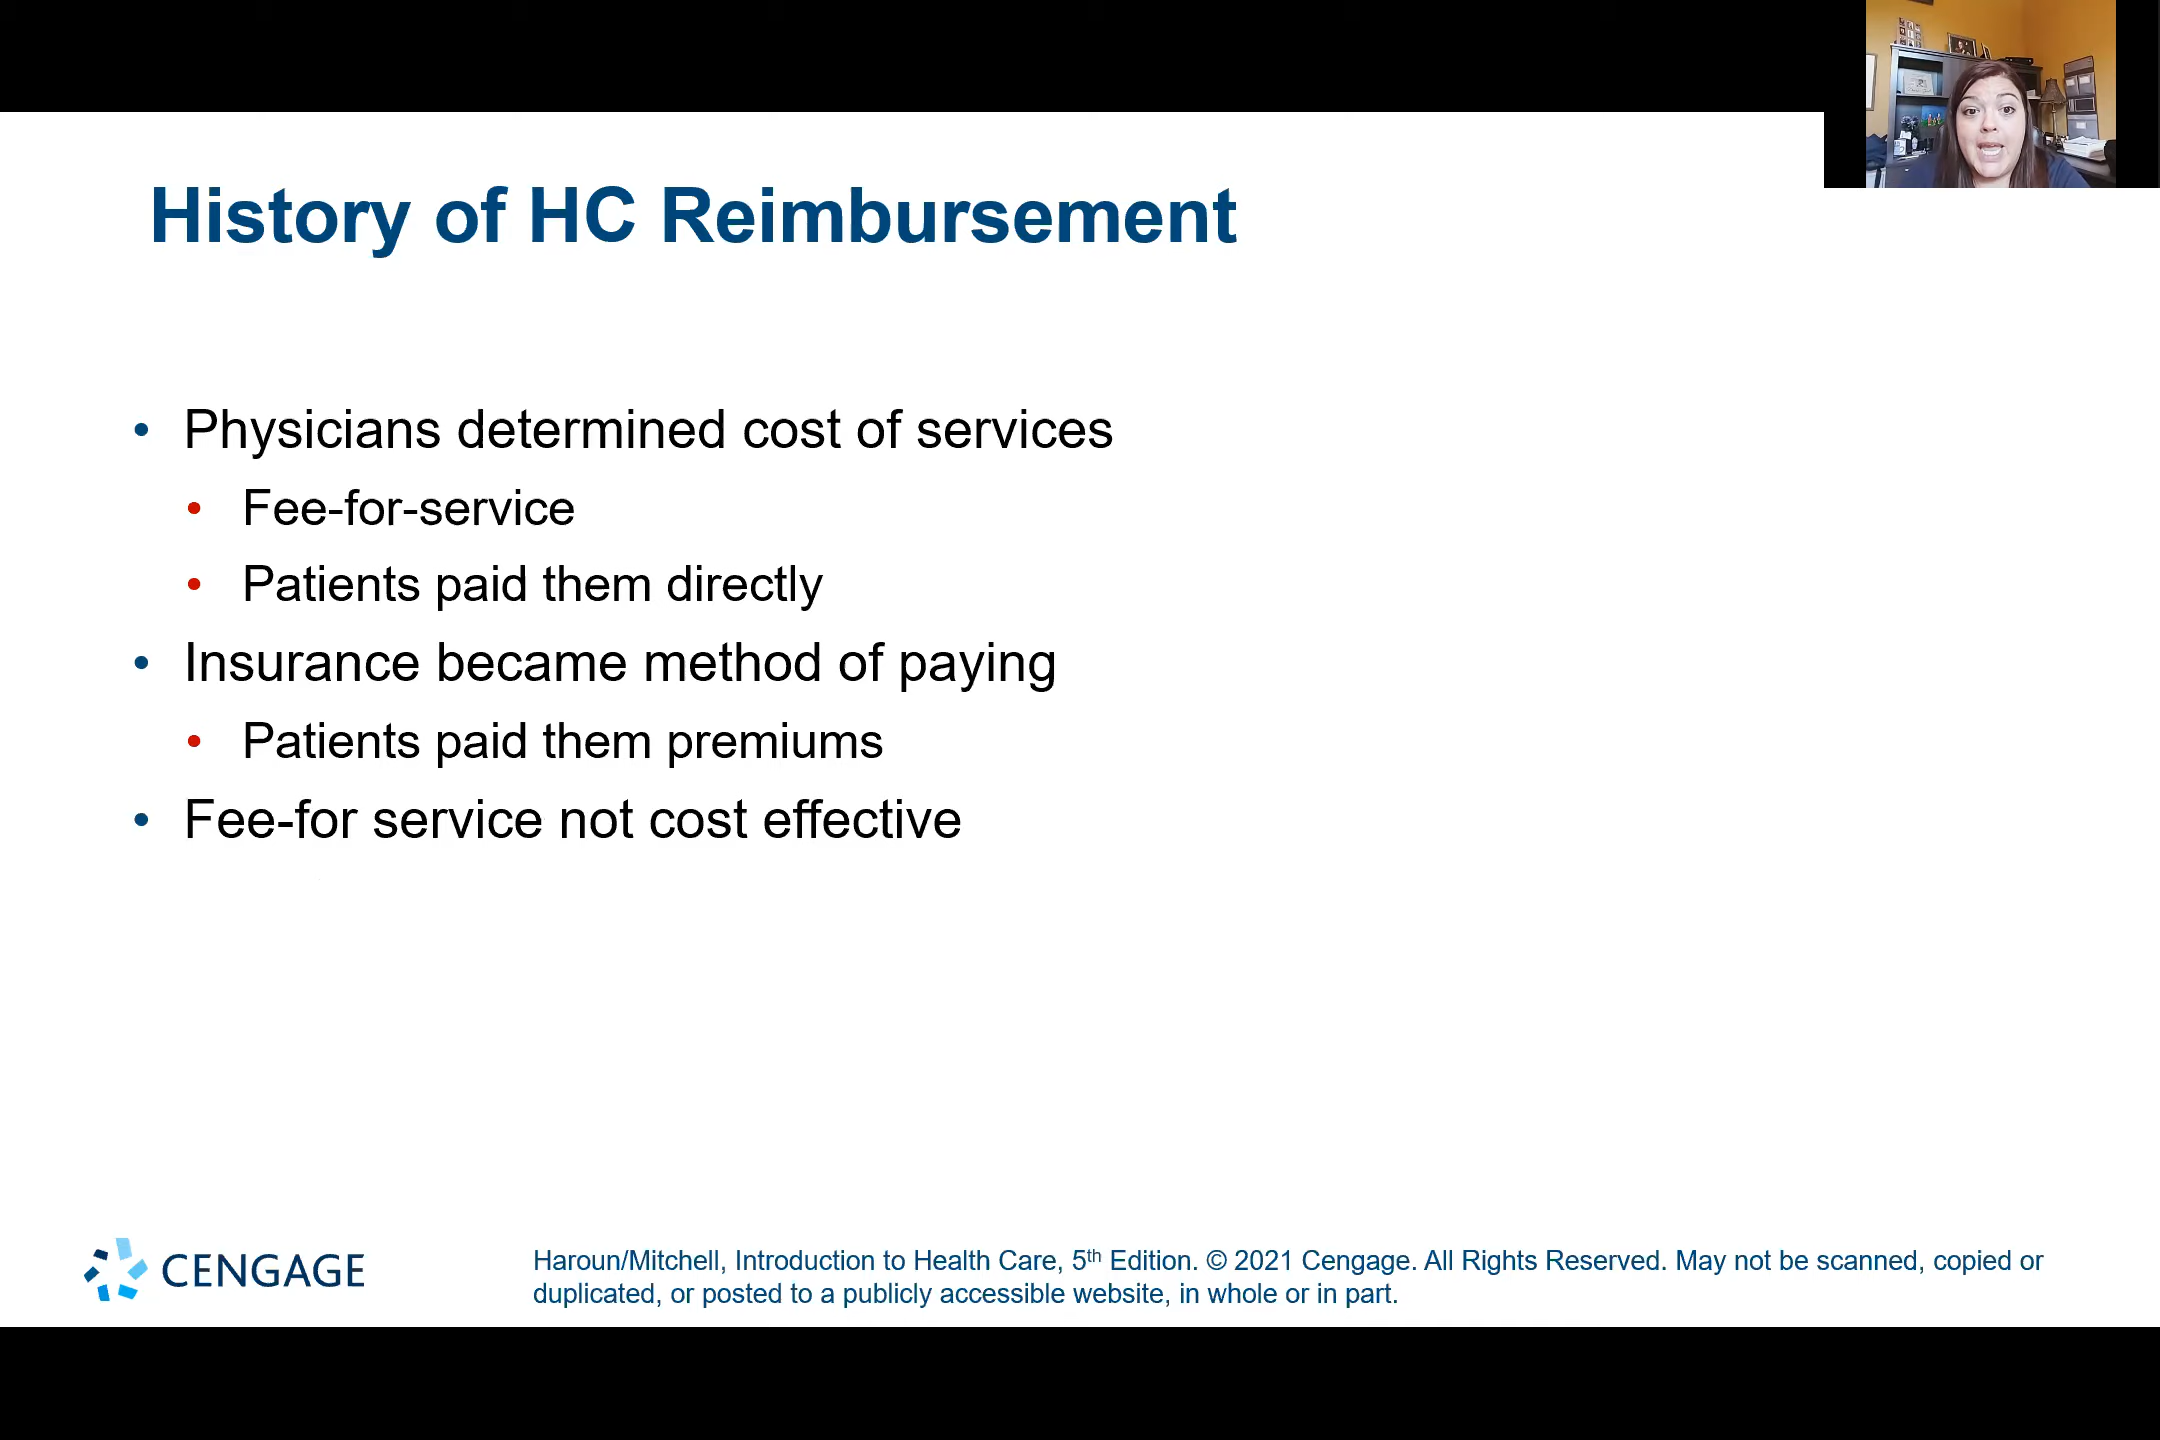 History of HC Reimbursement
• Physicians determined cost of services
• Fee-for-service
• Patients paid them directly
• Insurance became method of paying
• Patients paid them premiums
• Fee-for service not cost effective
CENGAGE
Haroun/Mitchell, Introduction to Health Care, 5th Edition. © 2021 Cengage. All Rights Reserved. May not be scanned, copied or
duplicated, or posted to a publicly accessible website, in whole or in part.